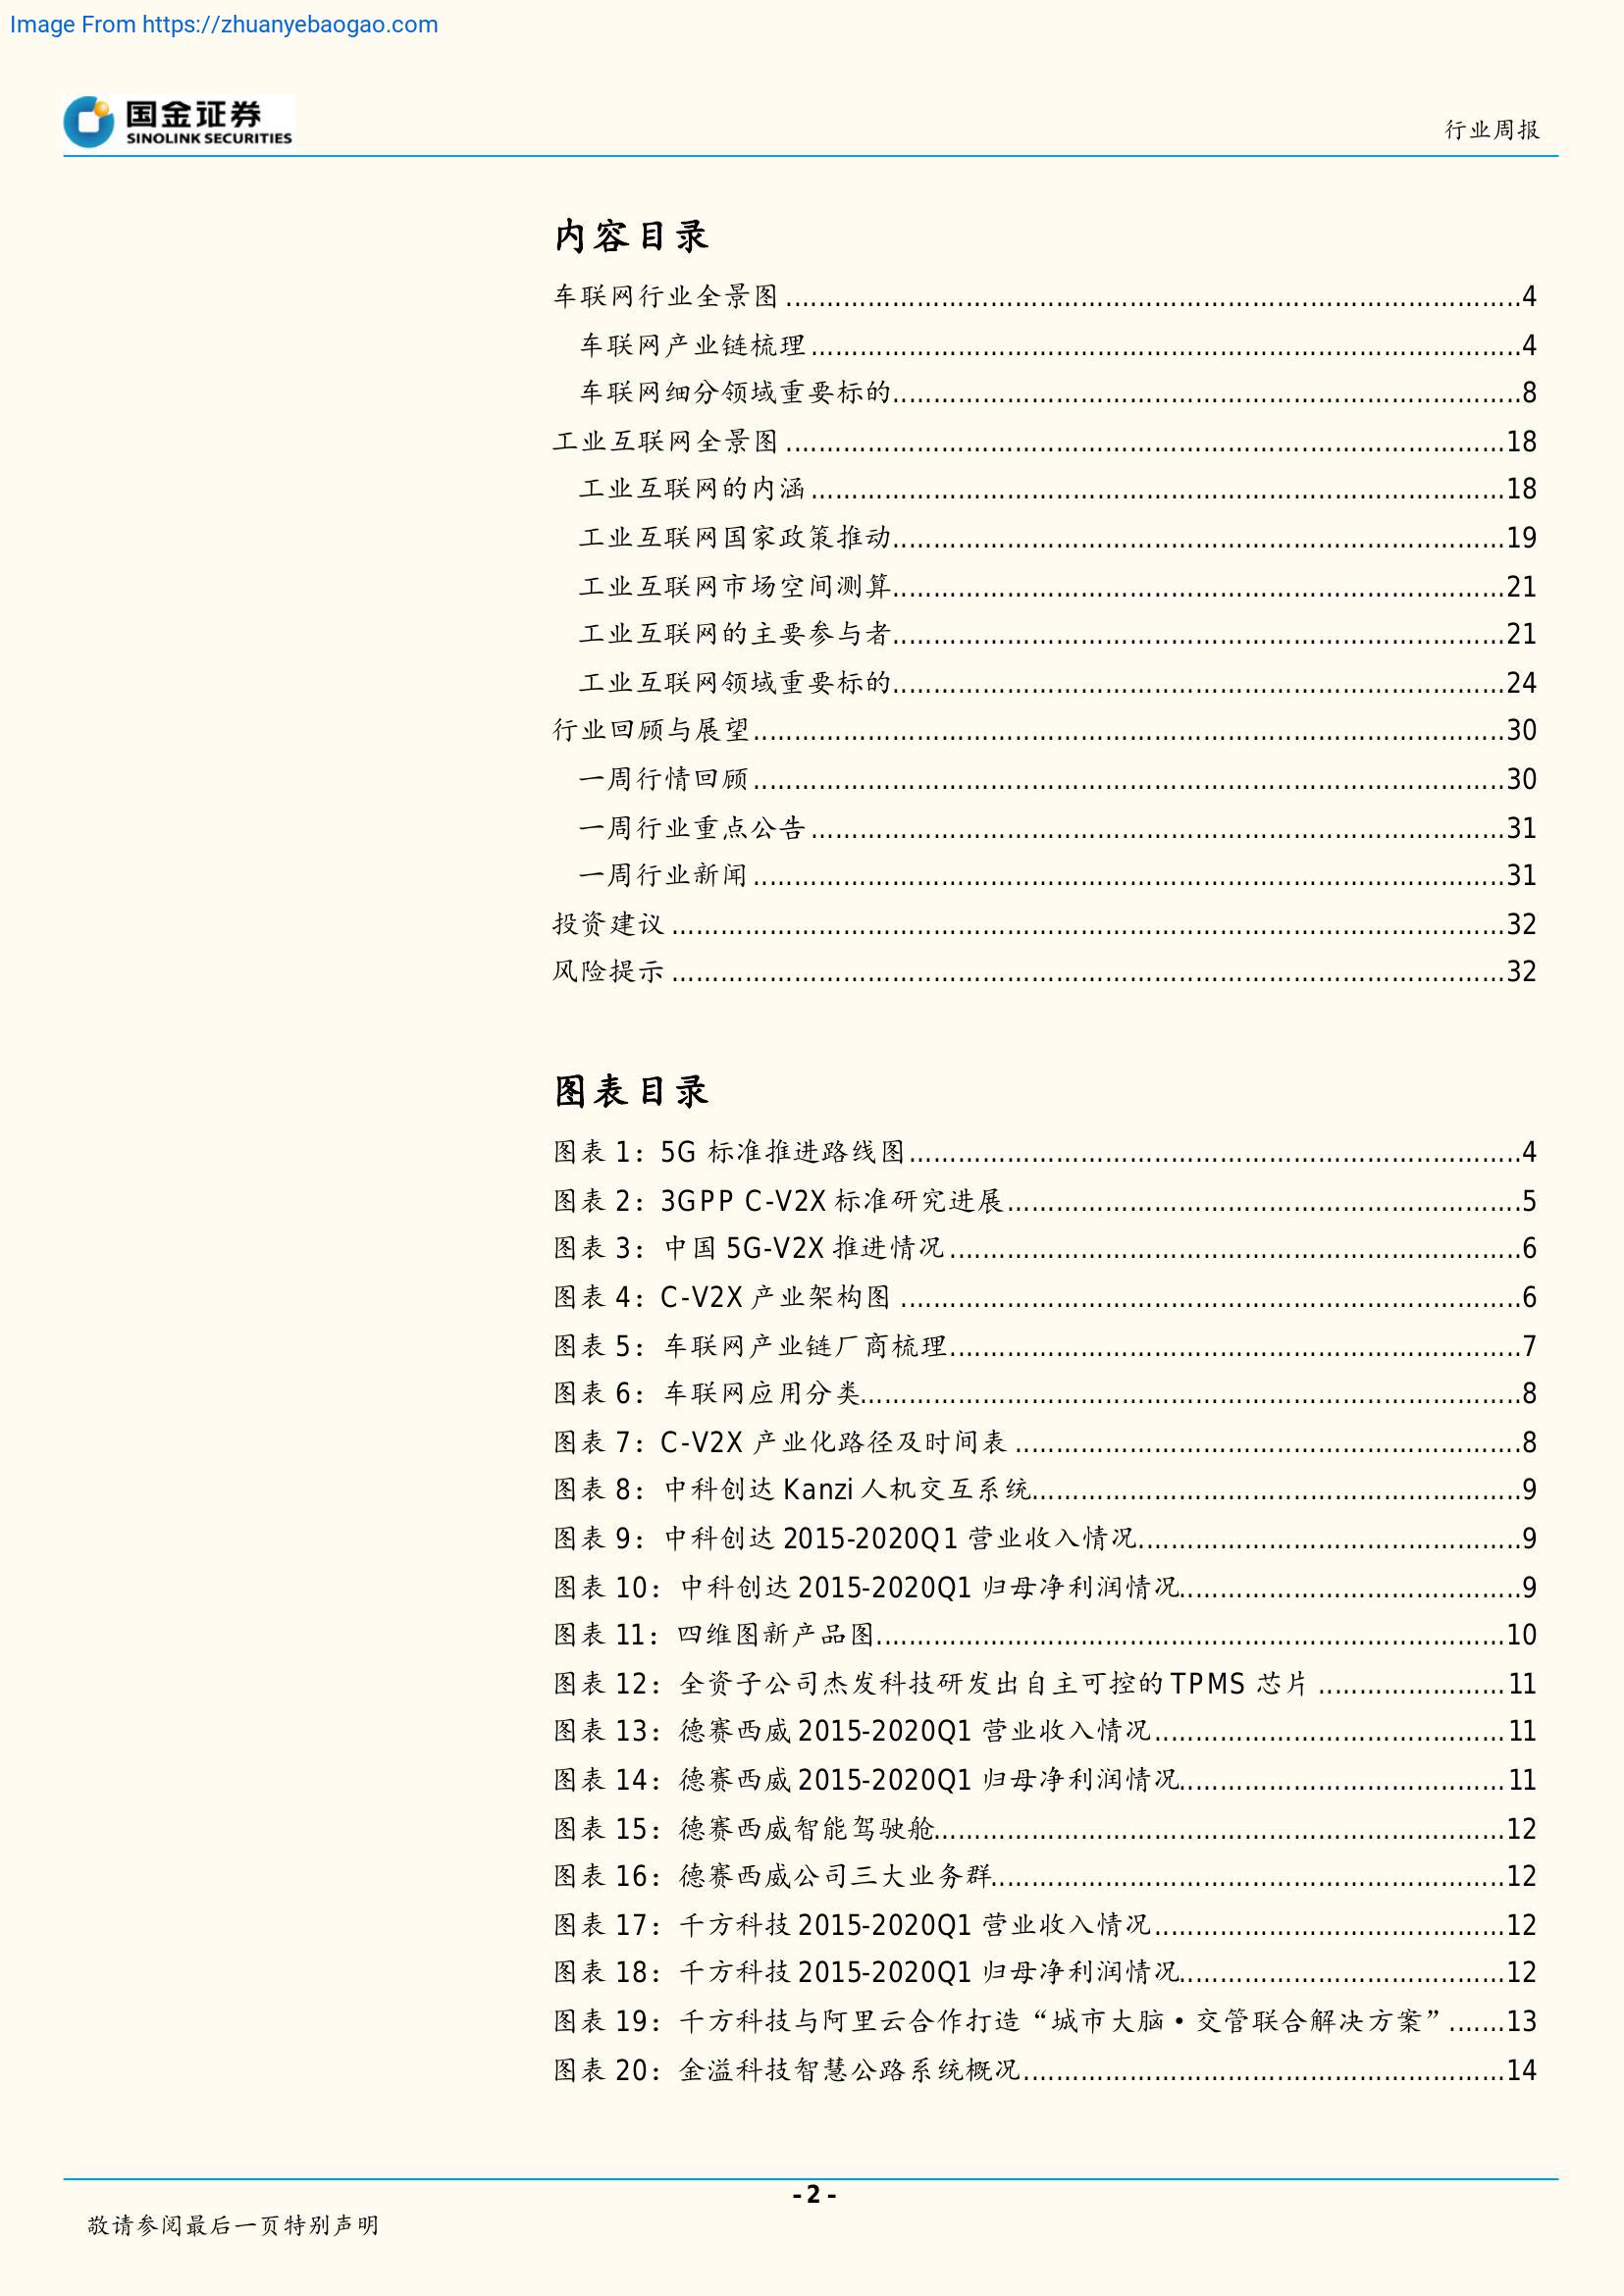 Image From https://zhuanyebaogao.com
国金证券
SINOLINK SECURITIES
行业周报
内容目录
车联网行业全景图..........4
车联网产业链梳理..........4
车联网细分领域重要标的..........8
工业互联网全景图..........18
工业互联网的内涵..........18
工业互联网国家政策推动..........19
工业互联网市场空间测算..........21
工业互联网的主要参与者..........21
工业互联网领域重要标的..........24
行业回顾与展望..........30
一周行情回顾..........30
一周行业重点公告..........31
一周行业新闻..........31
投资建议..........32
风险提示..........32
图表目录
图表 1：5G 标准推进路线图..........4
图表 2：3GPP C-V2X 标准研究进展..........5
图表 3：中国 5G-V2X 推进情况..........6
图表 4：C-V2X 产业架构图..........6
图表 5：车联网产业链厂商梳理..........7
图表 6：车联网应用分类..........8
图表 7：C-V2X 产业化路径及时间表..........8
图表 8：中科创达 Kanzi 人机交互系统..........9
图表 9：中科创达 2015-2020Q1 营业收入情况..........9
图表 10：中科创达 2015-2020Q1 归母净利润情况..........9
图表 11：四维图新产品图..........10
图表 12：全资子公司杰发科技研发出自主可控的 TPMS 芯片..........11
图表 13：德赛西威 2015-2020Q1 营业收入情况..........11
图表 14：德赛西威 2015-2020Q1 归母净利润情况..........11
图表 15：德赛西威智能驾驶舱..........12
图表 16：德赛西威公司三大业务群..........12
图表 17：千方科技 2015-2020Q1 营业收入情况..........12
图表 18：千方科技 2015-2020Q1 归母净利润情况..........12
图表 19：千方科技与阿里云合作打造“城市大脑·交管联合解决方案”.......13
图表 20：金溢科技智慧公路系统概况..........14
- 2 -
敬请参阅最后一页特别声明